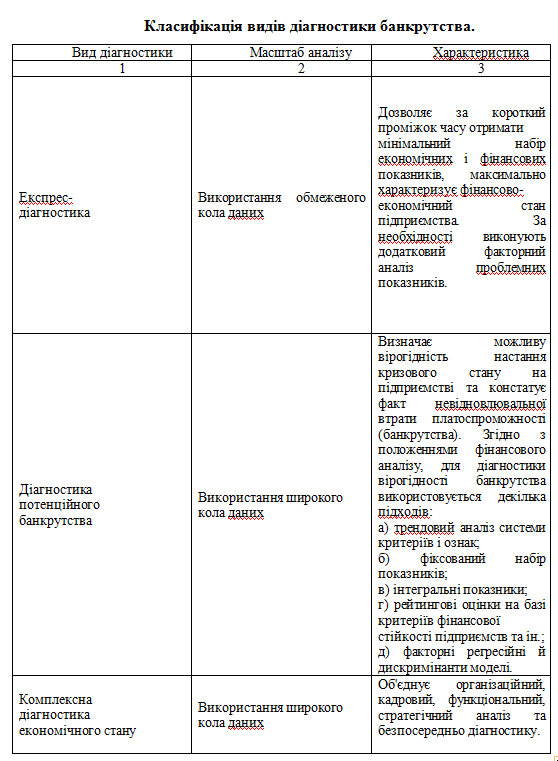 Класифікація видів діагностики банкрутства.
Вид діагностики Масштаб аналізу Характеристика
1 2 3
Експрес-
діагностика
Використання обмеженого
кола даних
Дозволяє за короткий
проміжок часу отримати
мінімальний набір
економічних і фінансових
показників, максимально
характеризує фінансово-
економічний стан
підприємства. За
необхідності виконують
додатковий факторний
аналіз проблемних
показників.
Діагностика
потенційного
банкрутства
Використання широкого
кола даних
Визначає можливу
вірогідність настання
кризового стану на
підприємстві та констатує
факт невідновлювальної
втрати платоспроможності
(банкрутства). Згідно з
положеннями фінансового
аналізу, для діагностики
вірогідності банкрутства
використовується декілька
підходів:
а) трендовий аналіз системи
критеріїв і ознак;
б) фіксований набір
показників;
в) інтегральні показники;
г) рейтингові оцінки на базі
критеріїв фінансової
стійкості підприємств та ін.;
д) факторні регресійні й
дискримінанти моделі.
Комплексна
діагностика
економічного стану
Використання широкого
кола даних
Об'єднує організаційний,
кадровий, функціональний,
стратегічний аналіз та
безпосередньо діагностику.